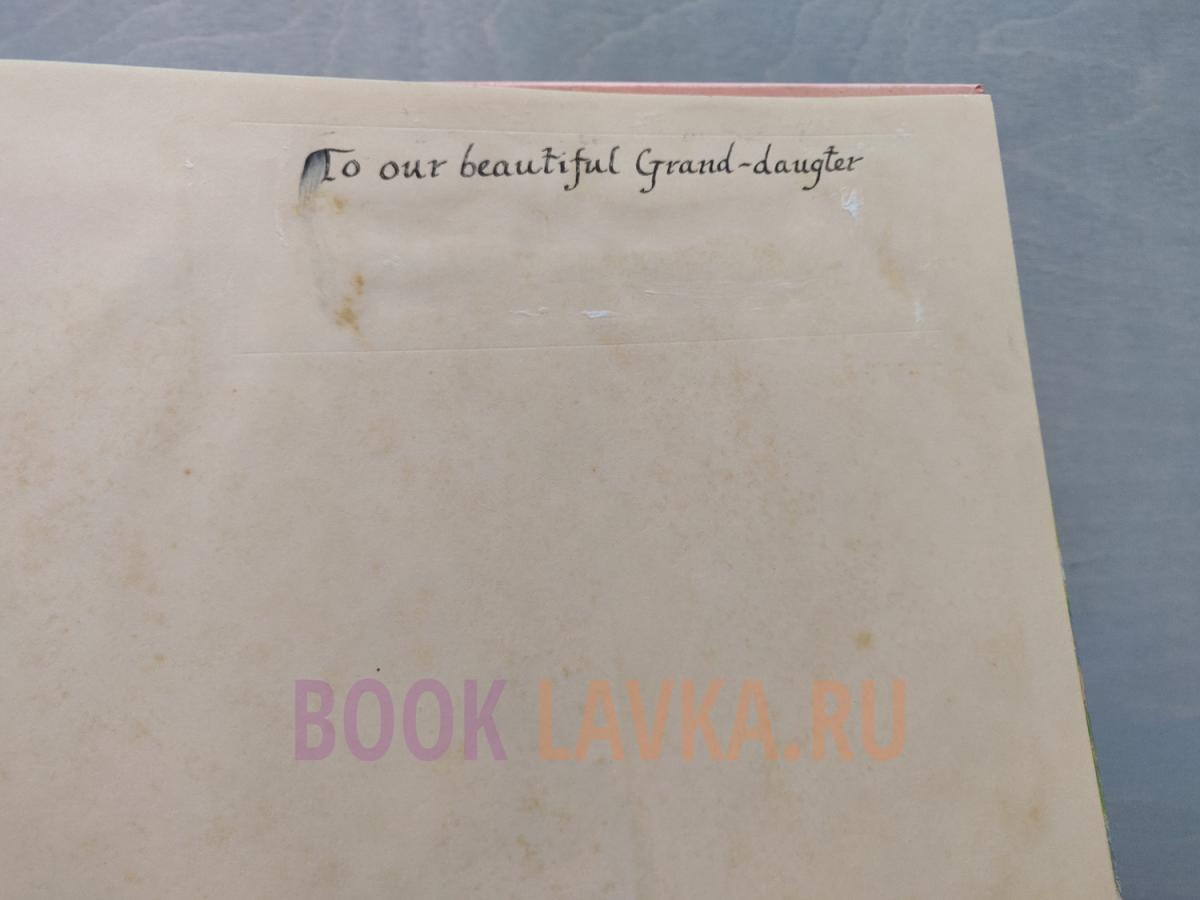 To our beautiful Grand-daugter
BOOK LAVKA.RU